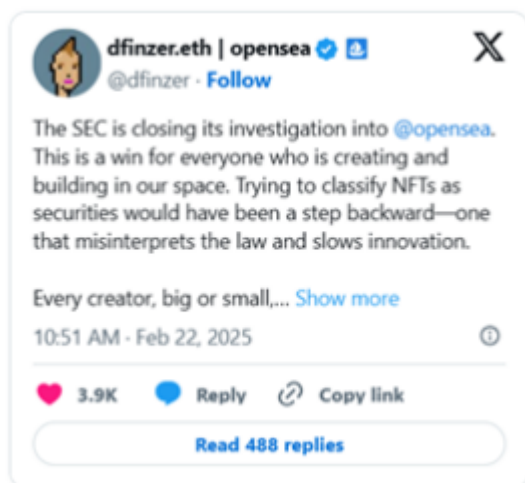 dfinzer.eth | opensea
@dfinzer · Follow
The SEC is closing its investigation into @opensea.
This is a win for everyone who is creating and
building in our space. Trying to classify NFTs as
securities would have been a step backward—one
that misinterprets the law and slows innovation.
Every creator, big or small,... Show more
10:51 AM · Feb 22, 2025
3.9K Reply Copy link
Read 488 replies